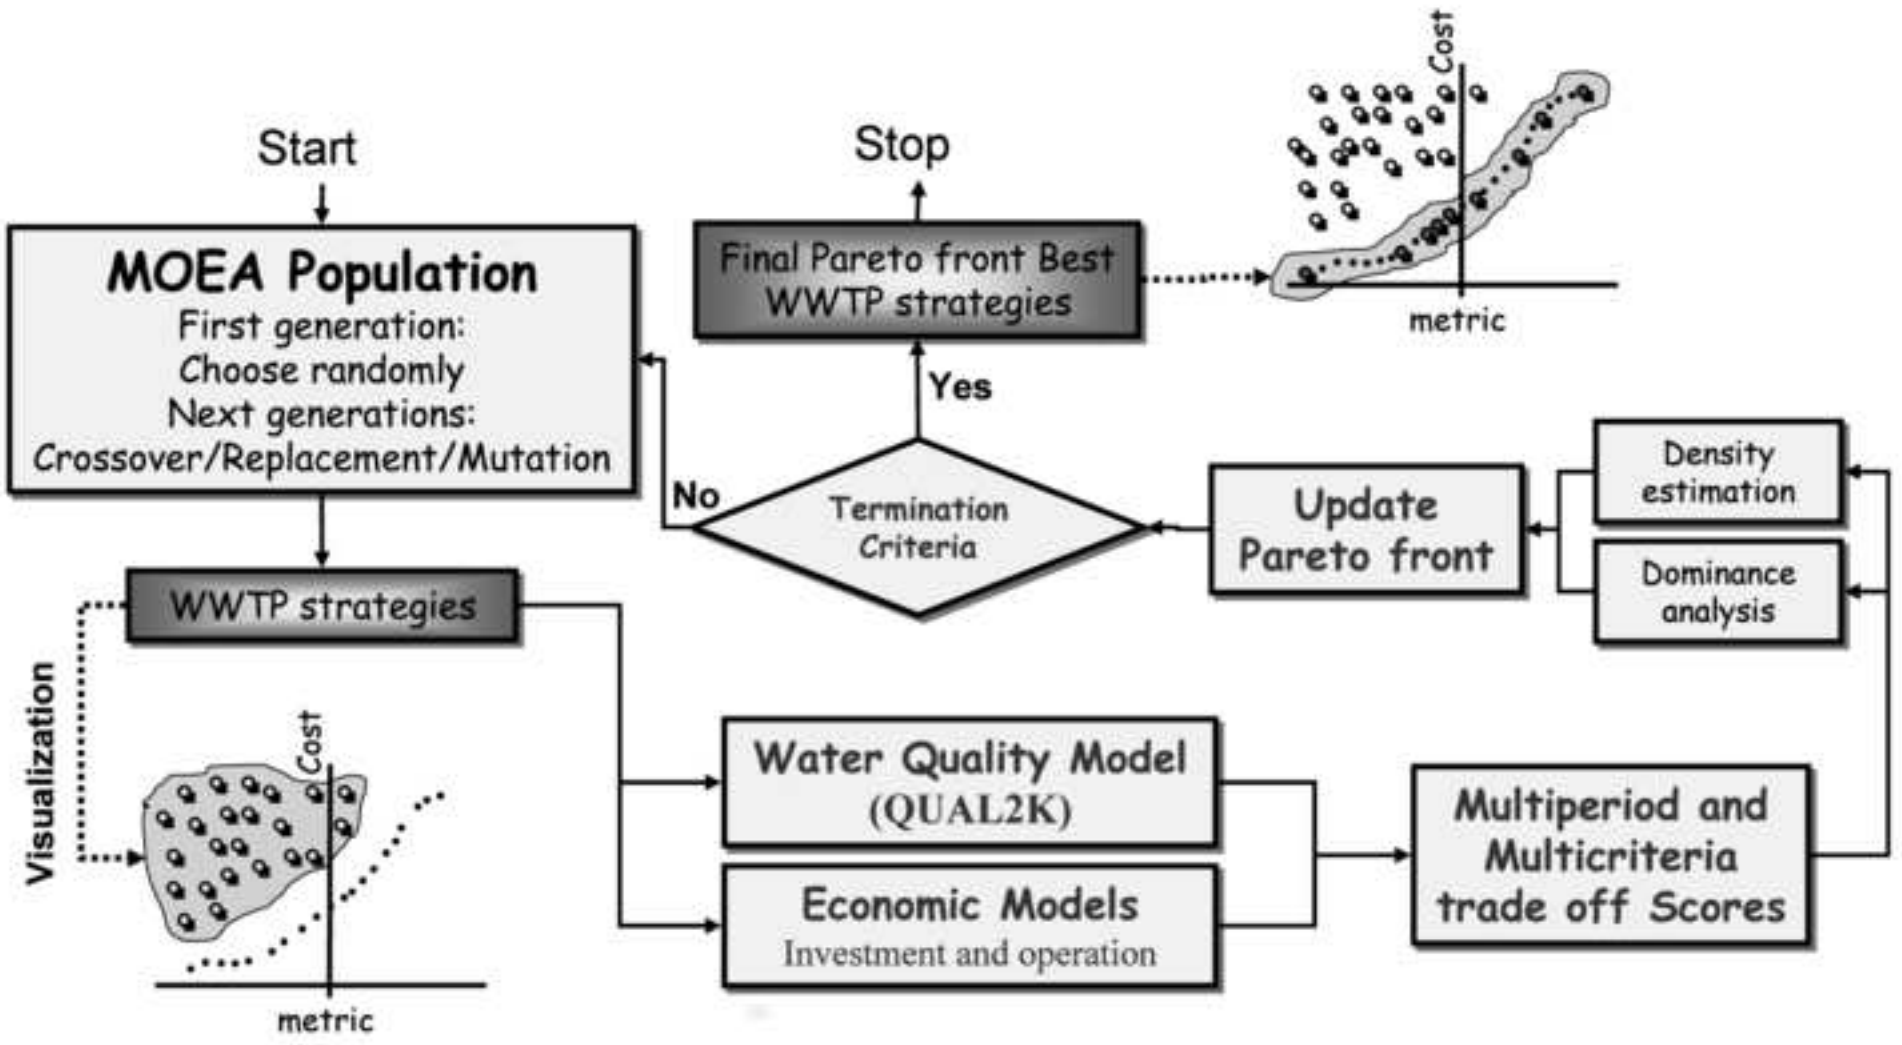 Start
MOEA Population
First generation:
Choose randomly
Next generations:
Crossover/Replacement/Mutation
WWTP strategies
Visualization
Cost
metric
Water Quality Model
(QUAL2K)
Economic Models
Investment and operation
Multiperiod and
Multicriteria
trade off Scores
Density
estimation
Dominance
analysis
Update
Pareto front
Termination
Criteria
No
Yes
Final Pareto front Best
WWTP strategies
Stop
Cost
metric